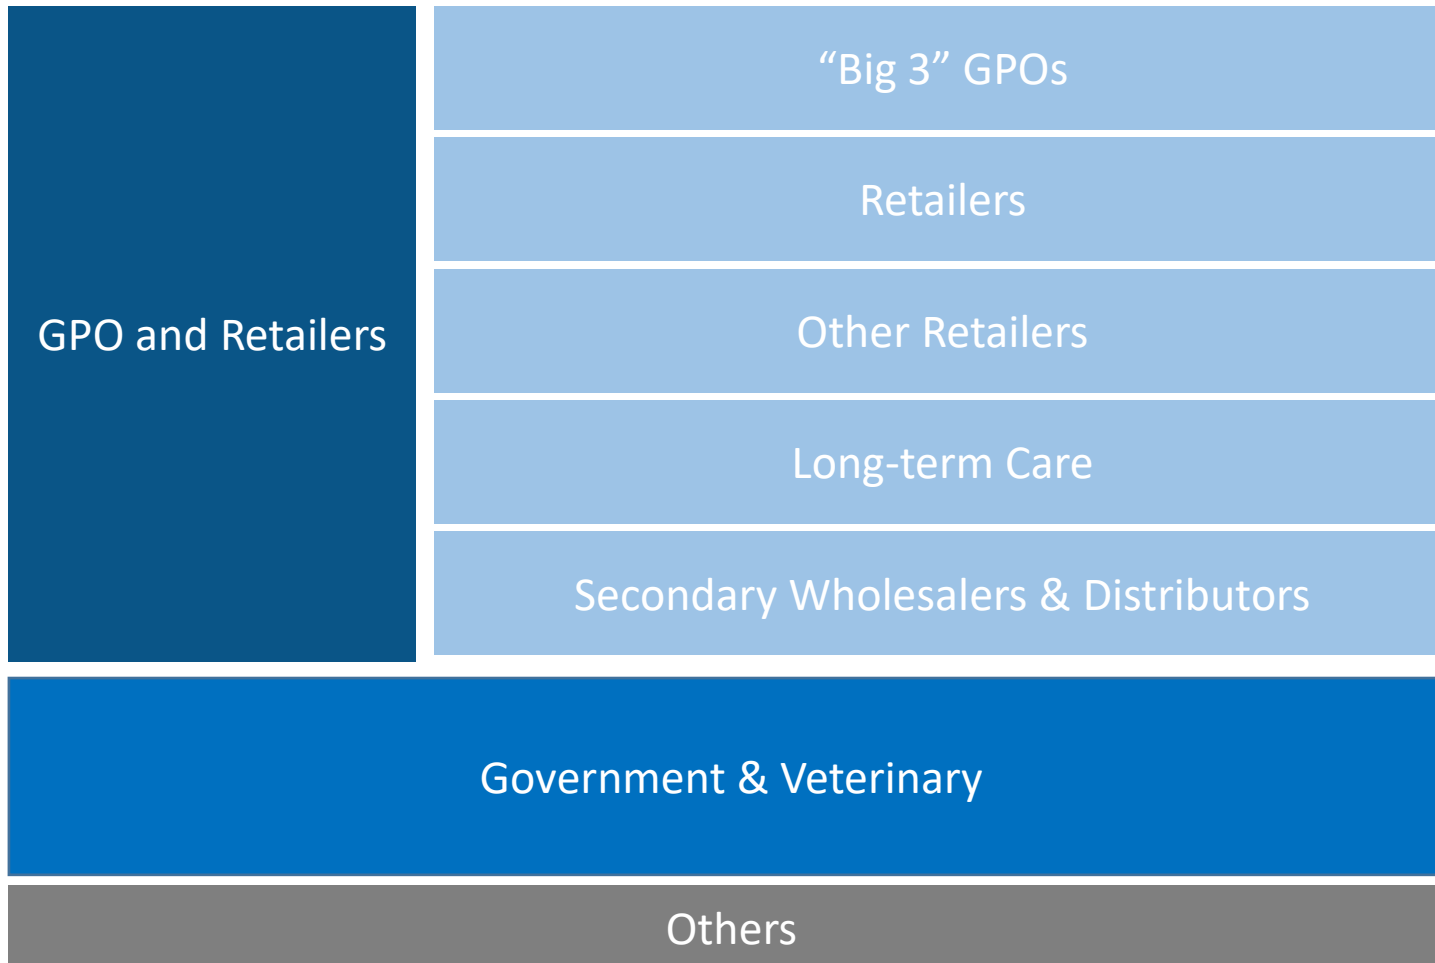 “Big 3” GPOs
Retailers
GPO and Retailers
Other Retailers
Long-term Care
Secondary Wholesalers & Distributors
Government & Veterinary
Others